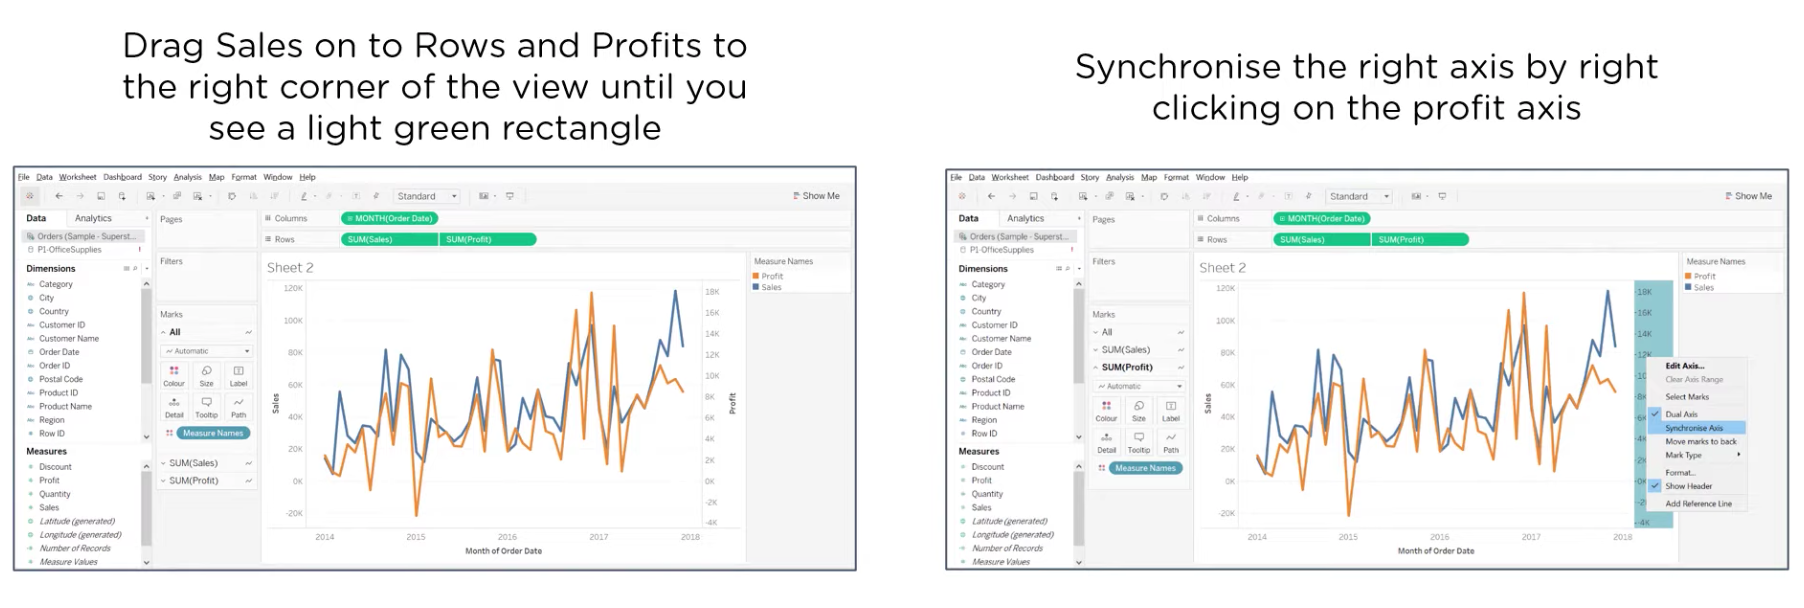 Drag Sales on to Rows and Profits to
the right corner of the view until you
see a light green rectangle
File Data Worksheet Dashboard Story Analysis Map Format Window Help
Standard
Show Me
Data Analytics
Pages
Columns MONTH(Order Date)
Orders (Sample - Superst...
P1-OfficeSupplies
Rows SUM(Sales) SUM(Profit)
Dimensions
Category
City
Country
Customer ID
Customer Name
Order Date
Order ID
Postal Code
Product ID
Product Name
Region
Row ID
Measures
Discount
Profit
Quantity
Sales
Latitude (generated)
Longitude (generated)
Number of Records
Measure Values
Filters
Marks
All
Automatic
Colour Size Label
Detail Tooltip Path
Measure Names
SUM(Sales)
SUM(Profit)
Sheet 2
120K
100K
80K
60K
40K
20K
0K
-20K
Sales
18K
16K
14K
12K
10K
8K
6K
4K
2K
0K
-2K
-4K
Profit
2014 2015 2016 2017 2018
Month of Order Date
Measure Names
Profit
Sales
Synchronise the right axis by right
clicking on the profit axis
File Data Worksheet Dashboard Story Analysis Map Format Window Help
Standard
Show Me
Data Analytics
Pages
Columns MONTH(Order Date)
Orders (Sample - Superst...
P1-OfficeSupplies
Rows SUM(Sales) SUM(Profit)
Dimensions
Category
City
Country
Customer ID
Customer Name
Order Date
Order ID
Postal Code
Product ID
Product Name
Region
Row ID
Measures
Discount
Profit
Quantity
Sales
Latitude (generated)
Longitude (generated)
Number of Records
Measure Values
Filters
Marks
All
SUM(Sales)
SUM(Profit)
Automatic
Colour Size Label
Detail Tooltip Path
Measure Names
Sheet 2
120K
100K
80K
60K
40K
20K
0K
-20K
Sales
18K
16K
14K
12K
10
8K
6K
4K
2K
0K
-4K
2014 2015 2016 2017 2018
Month of Order Date
Measure Names
Profit
Sales
Edit Axis...
Clear Axis Range
Select Marks
Dual Axis
Synchronise Axis
Move marks to back
Mark Type
Format...
Show Header
Add Reference Line